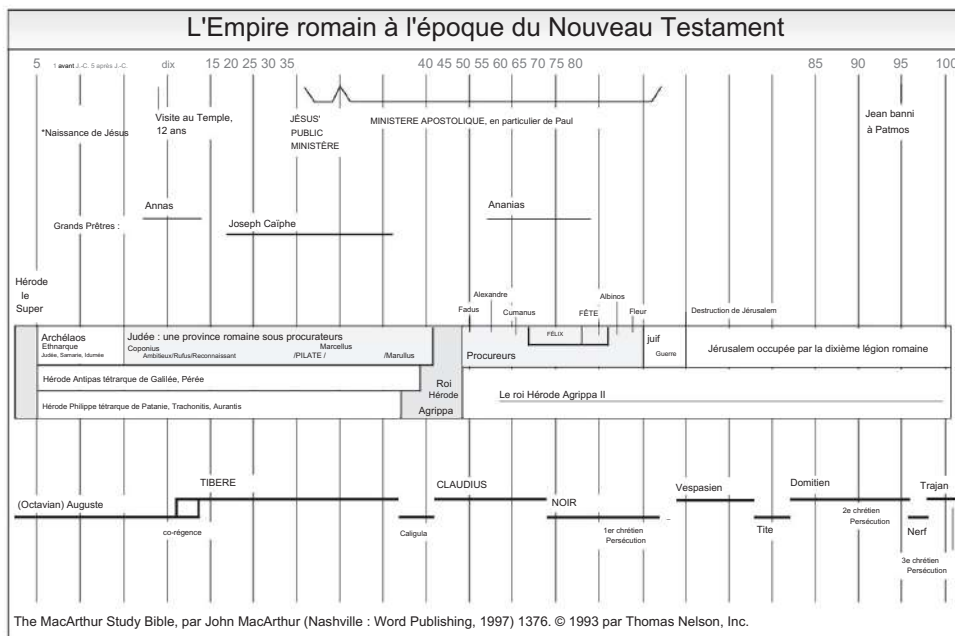 L'Empire romain à l'époque du Nouveau Testament
5 1 avant J.-C. 5 après J.-C. dix 15 20 25 30 35 40 45 50 55 60 65 70 75 80 85 90 95 100
*Naissance de Jésus
Visite au Temple,
12 ans
JÉSUS'
PUBLIC
MINISTÈRE
MINISTERE APOSTOLIQUE, en particulier de Paul
Jean banni
à Patmos
Grands Prêtres :
Annas
Joseph Caïphe
Ananias
Hérode
le
Super
Alexandre
Fadus
Cumanus
FÉLIX
FÊTE
Albinos
Fleur
Destruction de Jérusalem
Archélaos
Ethnarque
Judée, Samarie, Idumée
Judée : une province romaine sous procurateurs
Coponius
Marcellus
Ambitieux/Rufus/Reconnaissant
/PILATE /
/Marullus
Procureurs
juif
Guerre
Jérusalem occupée par la dixième légion romaine
Hérode Antipas tétrarque de Galilée, Pérée
Hérode Philippe tétrarque de Patanie, Trachonitis, Aurantis
Roi
Hérode
Agrippa
Le roi Hérode Agrippa II
(Octavian) Auguste
co-régence
TIBERE
Caligula
CLAUDIUS
NOIR
1er chrétien
Persécution
Vespasien
Tite
Domitien
2e chrétien
Persécution
Nerf
Trajan
3e chrétien
Persécution
The MacArthur Study Bible, par John MacArthur (Nashville : Word Publishing, 1997) 1376. © 1993 par Thomas Nelson, Inc.